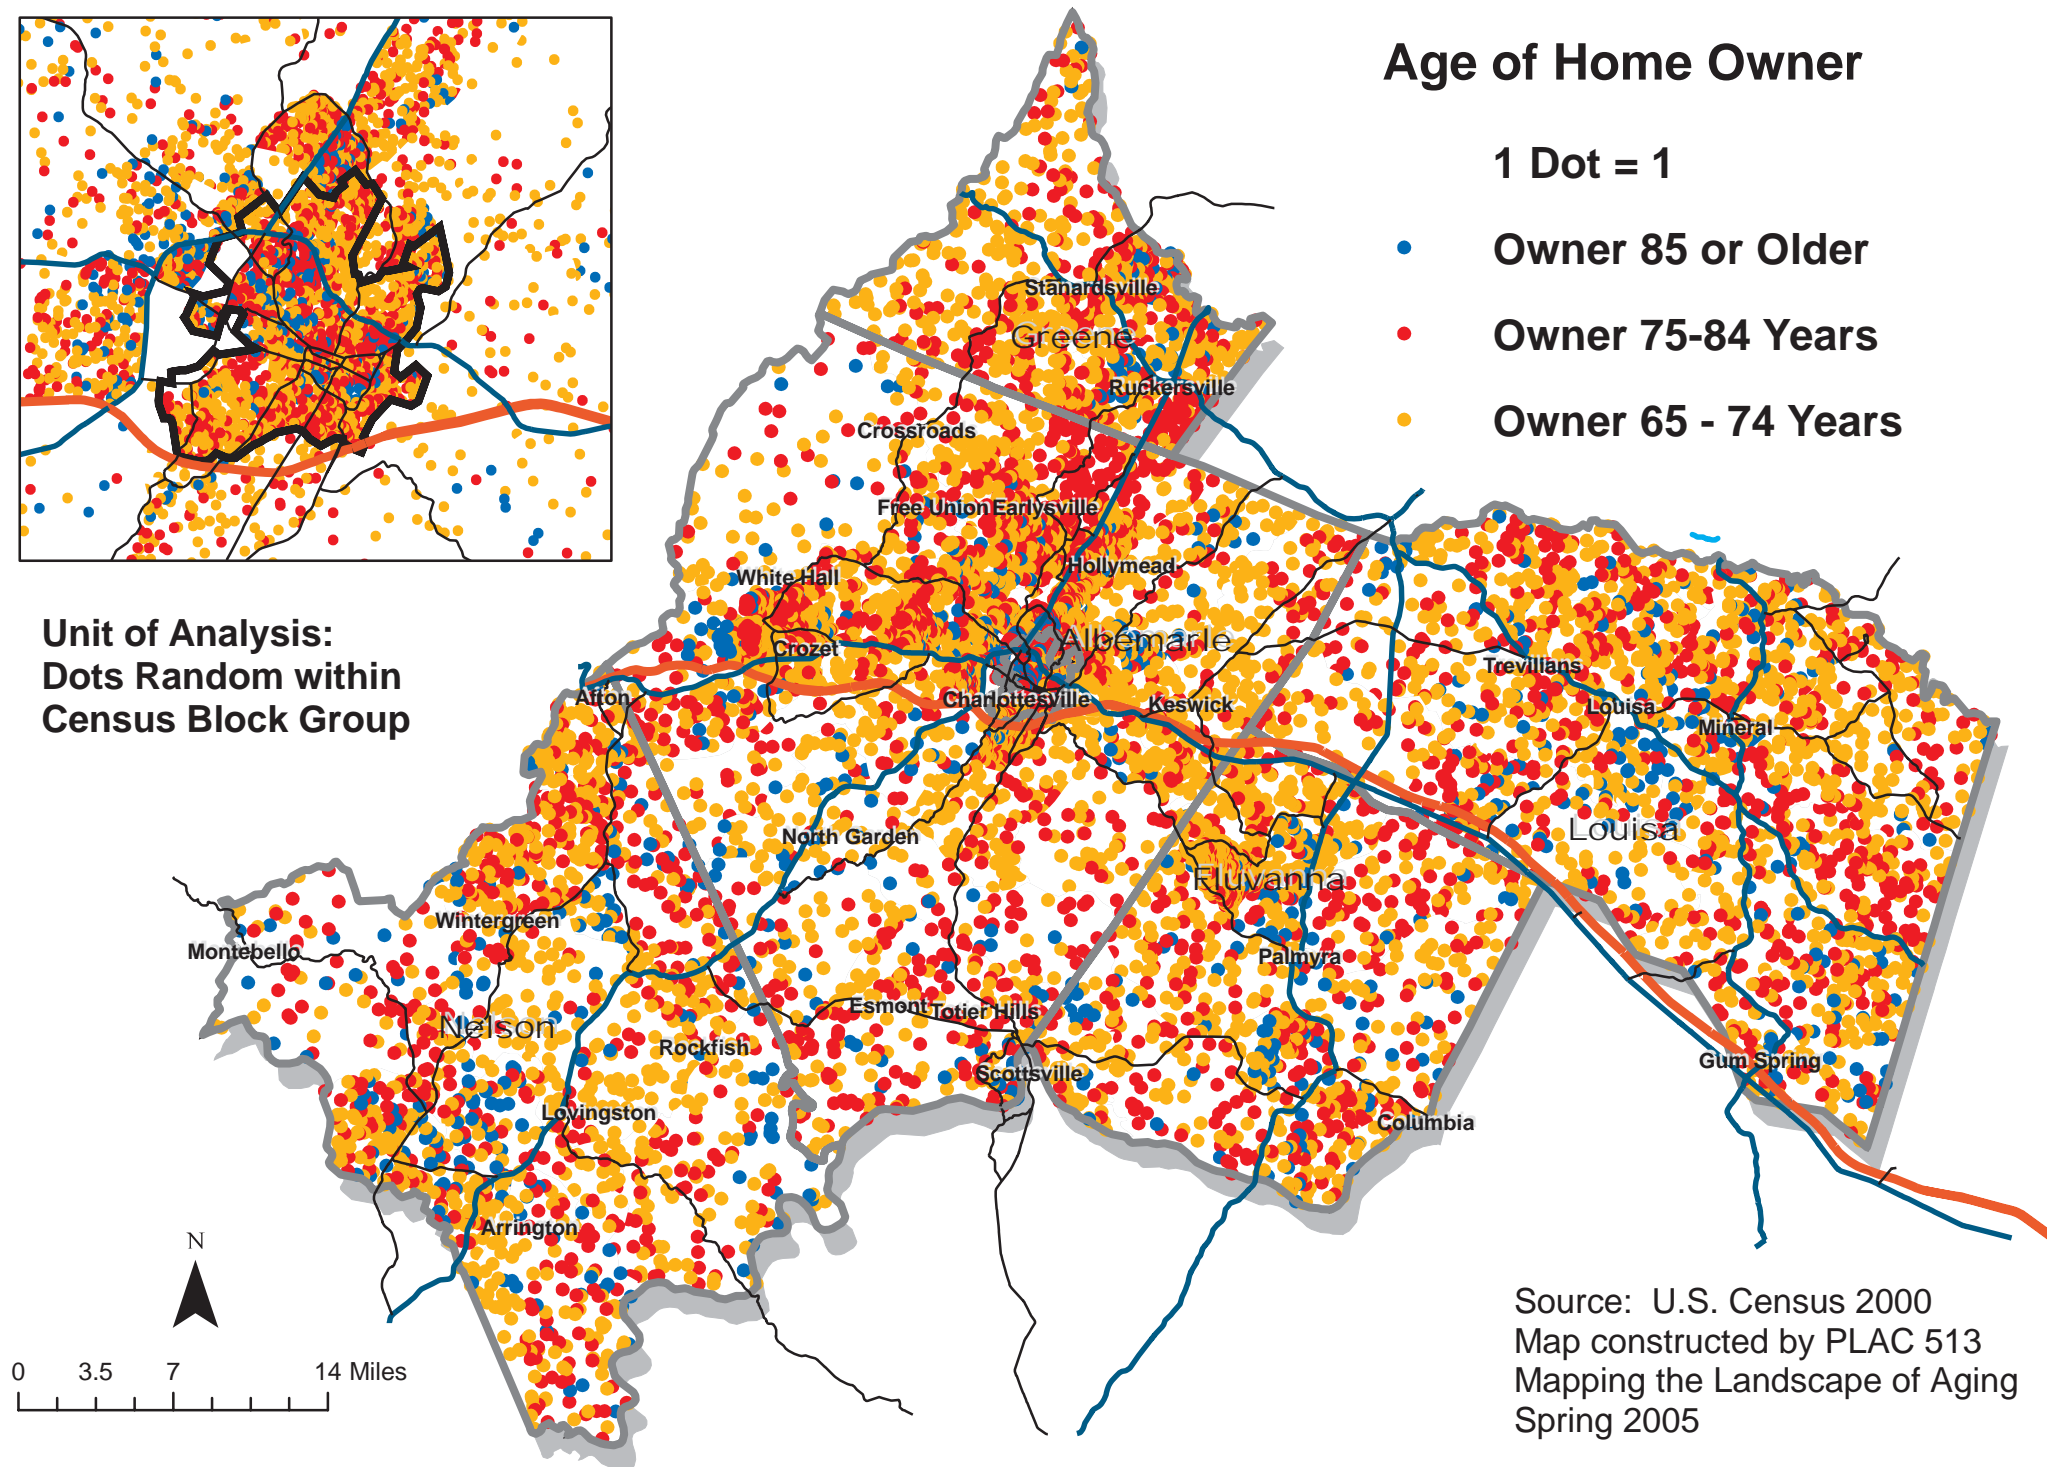 Age of Home Owner
1 Dot = 1
Owner 85 or Older
Owner 75-84 Years
Owner 65 - 74 Years
Unit of Analysis:
Dots Random within
Census Block Group
Stanardsville
Greene
Ruckersville
Crossroads
Free Union
Earlysville
Hollymead
White Hall
Albemarle
Crozet
Trevilians
Afton
Charlottesville
Keswick
Louisa
Mineral
North Garden
Louisa
Fluvanna
Wintergreen
Montebello
Palmyra
Esmont
Totier Hills
Nelson
Rockfish
Scottsville
Gum Spring
Lovingston
Columbia
Arrington
N
0 3.5 7 14 Miles
Source: U.S. Census 2000
Map constructed by PLAC 513
Mapping the Landscape of Aging
Spring 2005